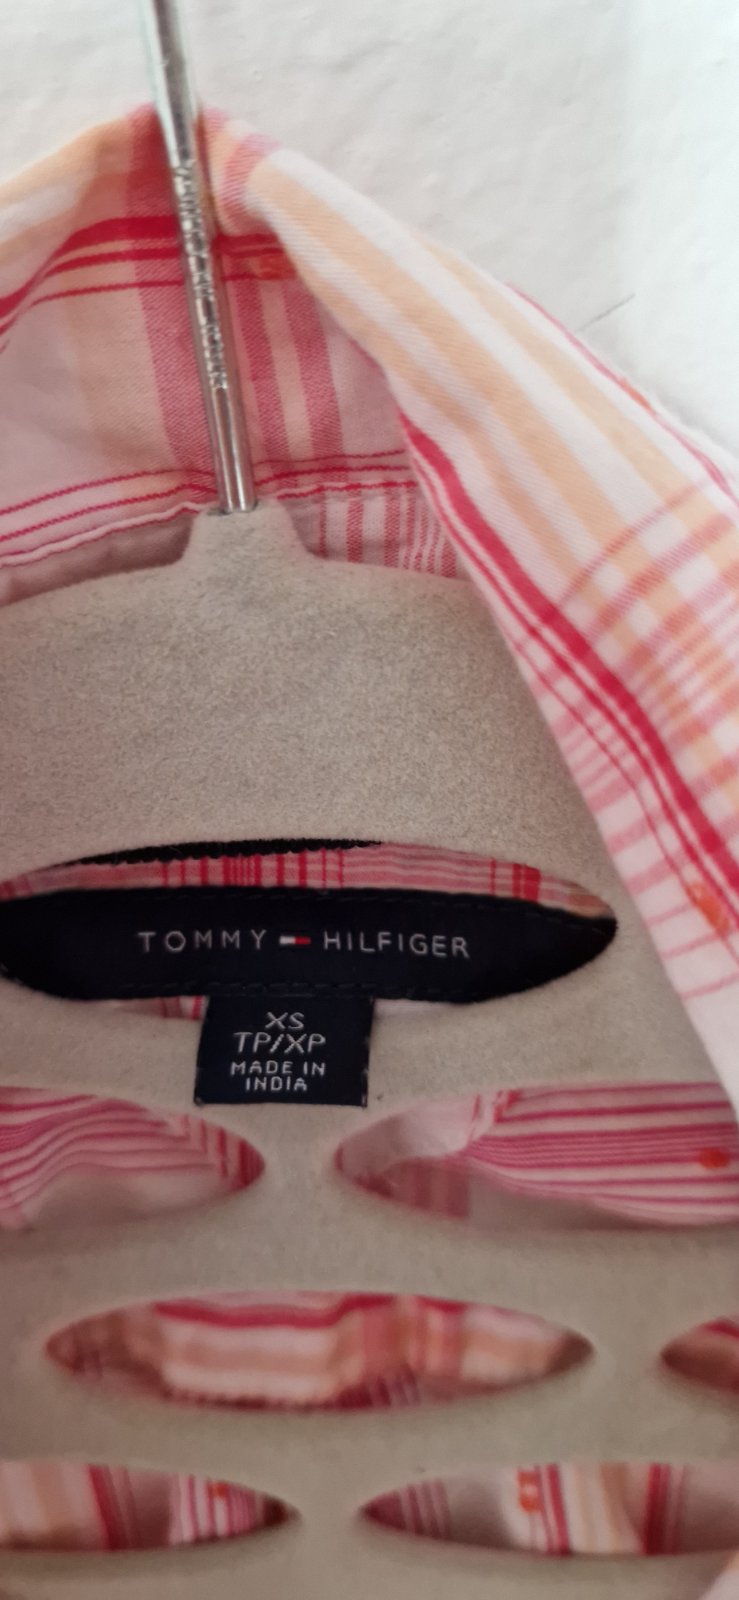 TOMMY HILFIGER
XS
TP/XP
MADE IN
INDIA